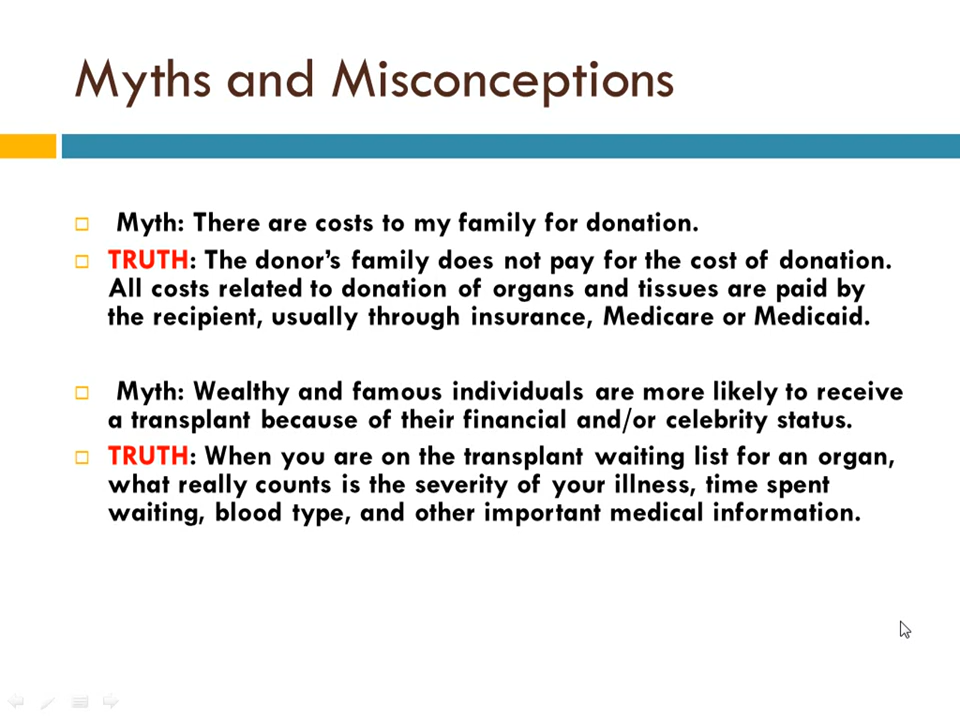 Myths and Misconceptions
Myth: There are costs to my family for donation.
TRUTH: The donor’s family does not pay for the cost of donation.
All costs related to donation of organs and tissues are paid by
the recipient, usually through insurance, Medicare or Medicaid.
Myth: Wealthy and famous individuals are more likely to receive
a transplant because of their financial and/or celebrity status.
TRUTH: When you are on the transplant waiting list for an organ,
what really counts is the severity of your illness, time spent
waiting, blood type, and other important medical information.